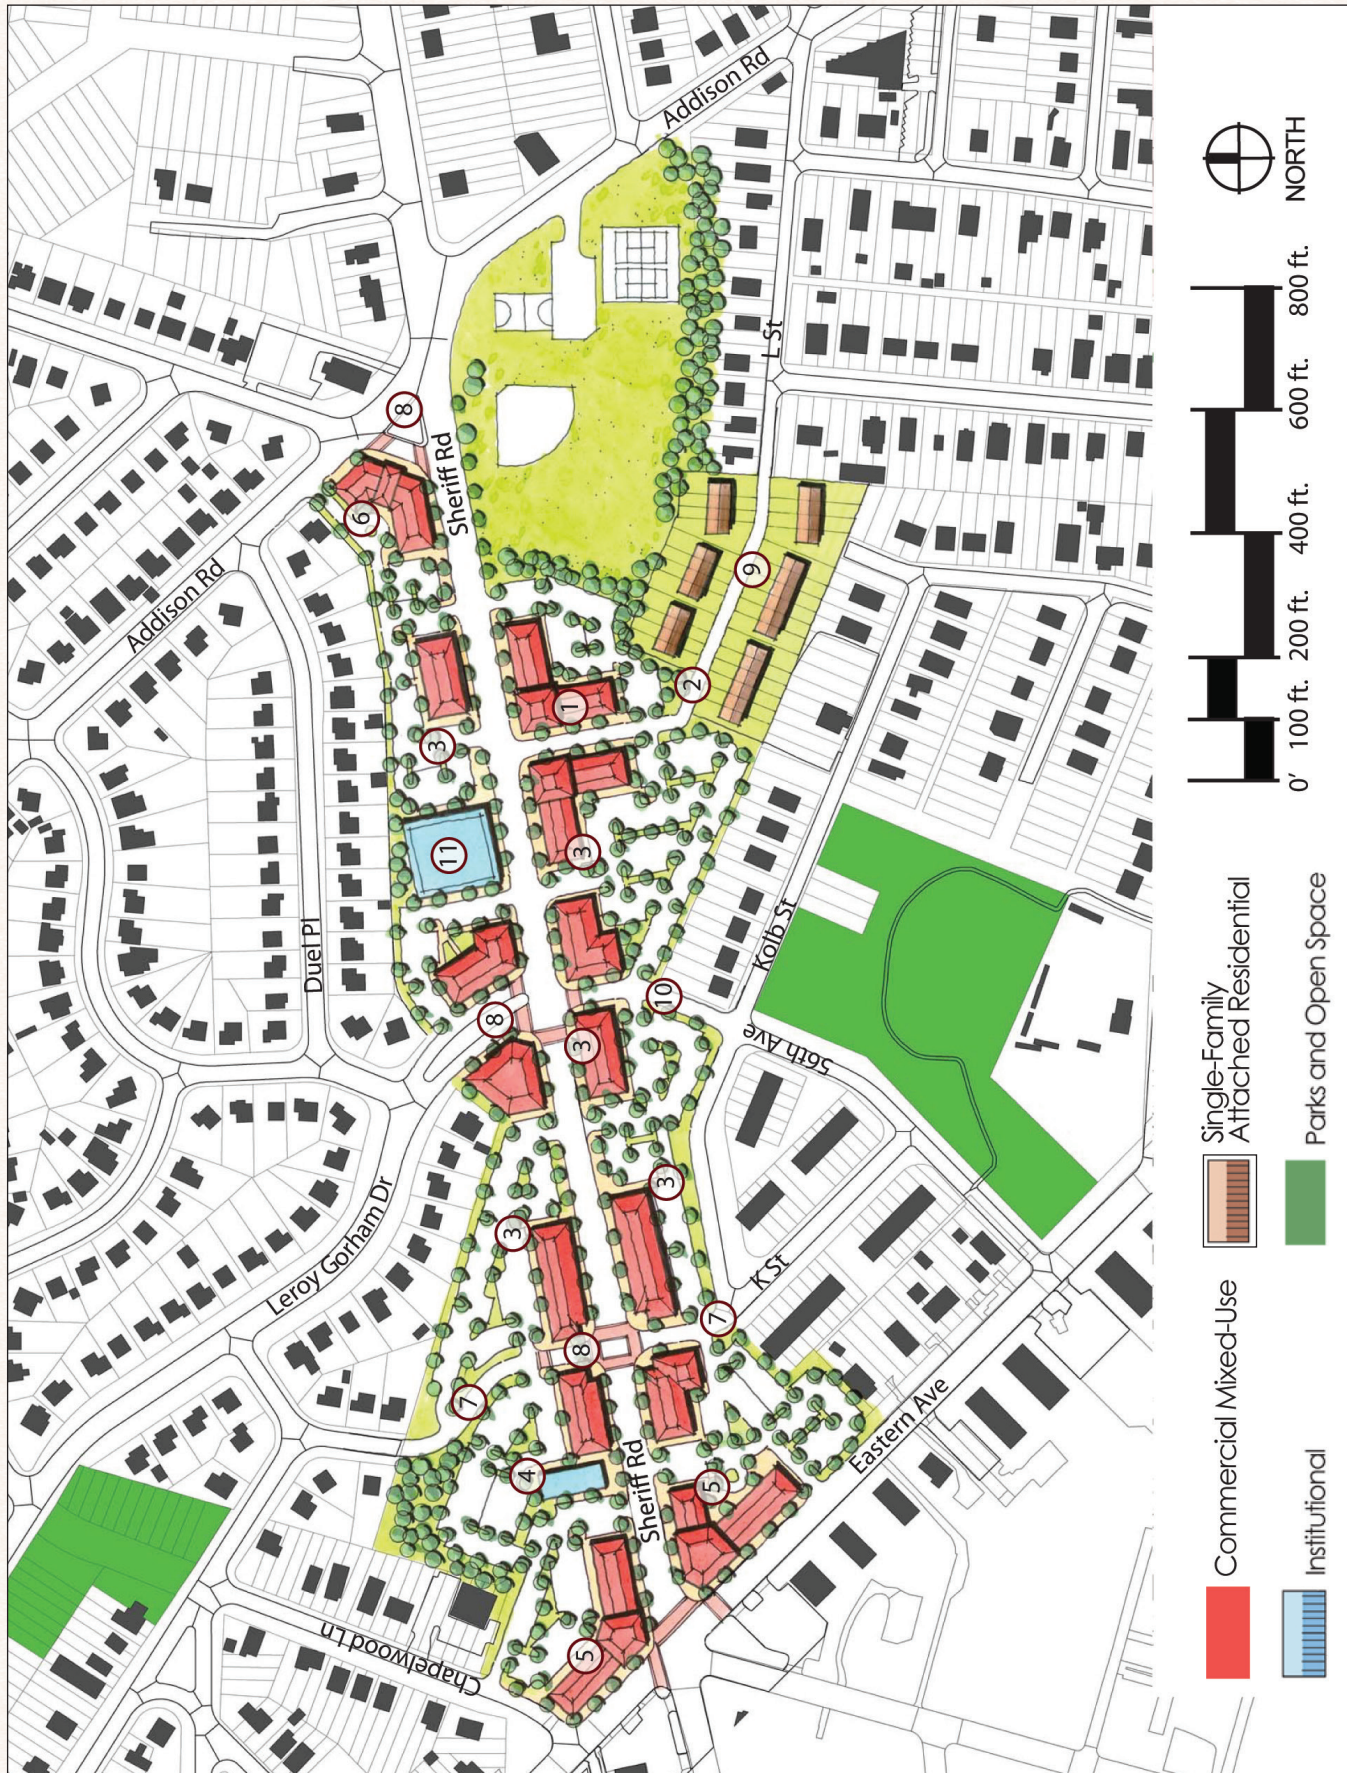 Addison Rd
L St
Sheriff Rd
8
6
Addison Rd
9
2
1
3
11
3
Duel Pl
Kolb St
10
8
3
56th Ave
3
3
Leroy Gorham Dr
K St
7
8
7
4
Sheriff Rd
5
Eastern Ave
5
Chapelwood Ln
NORTH
0'
100 ft.
200 ft.
400 ft.
600 ft.
800 ft.
Commercial Mixed-Use
Single-Family
Attached Residential
Institutional
Parks and Open Space